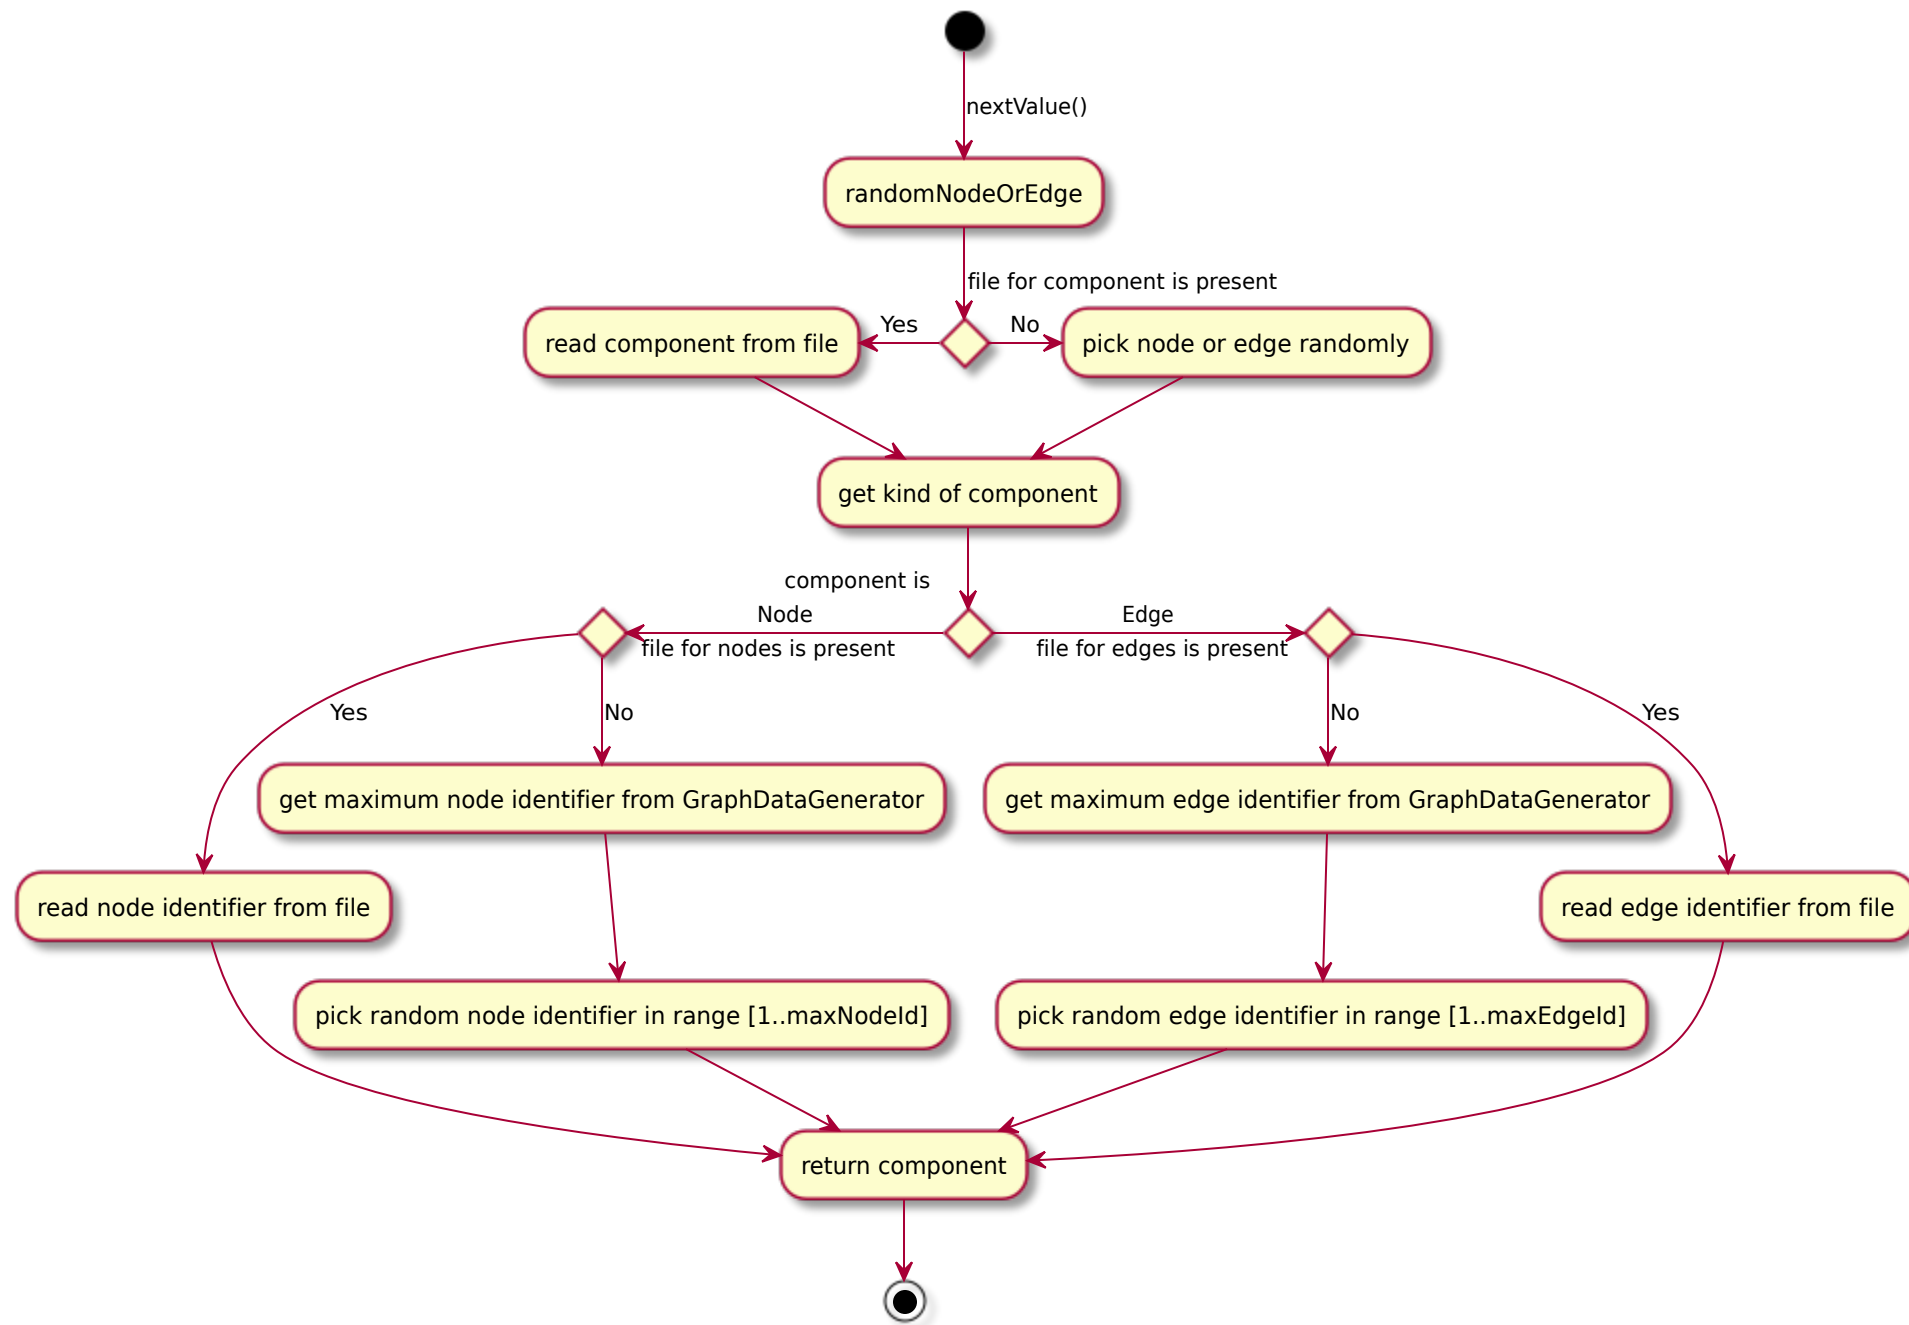 nextValue()
randomNodeOrEdge
file for component is present
Yes
No
read component from file
pick node or edge randomly
get kind of component
component is
Node
Edge
file for nodes is present
file for edges is present
Yes
No
No
Yes
get maximum node identifier from GraphDataGenerator
get maximum edge identifier from GraphDataGenerator
read node identifier from file
read edge identifier from file
pick random node identifier in range [1..maxNodeId]
pick random edge identifier in range [1..maxEdgeId]
return component